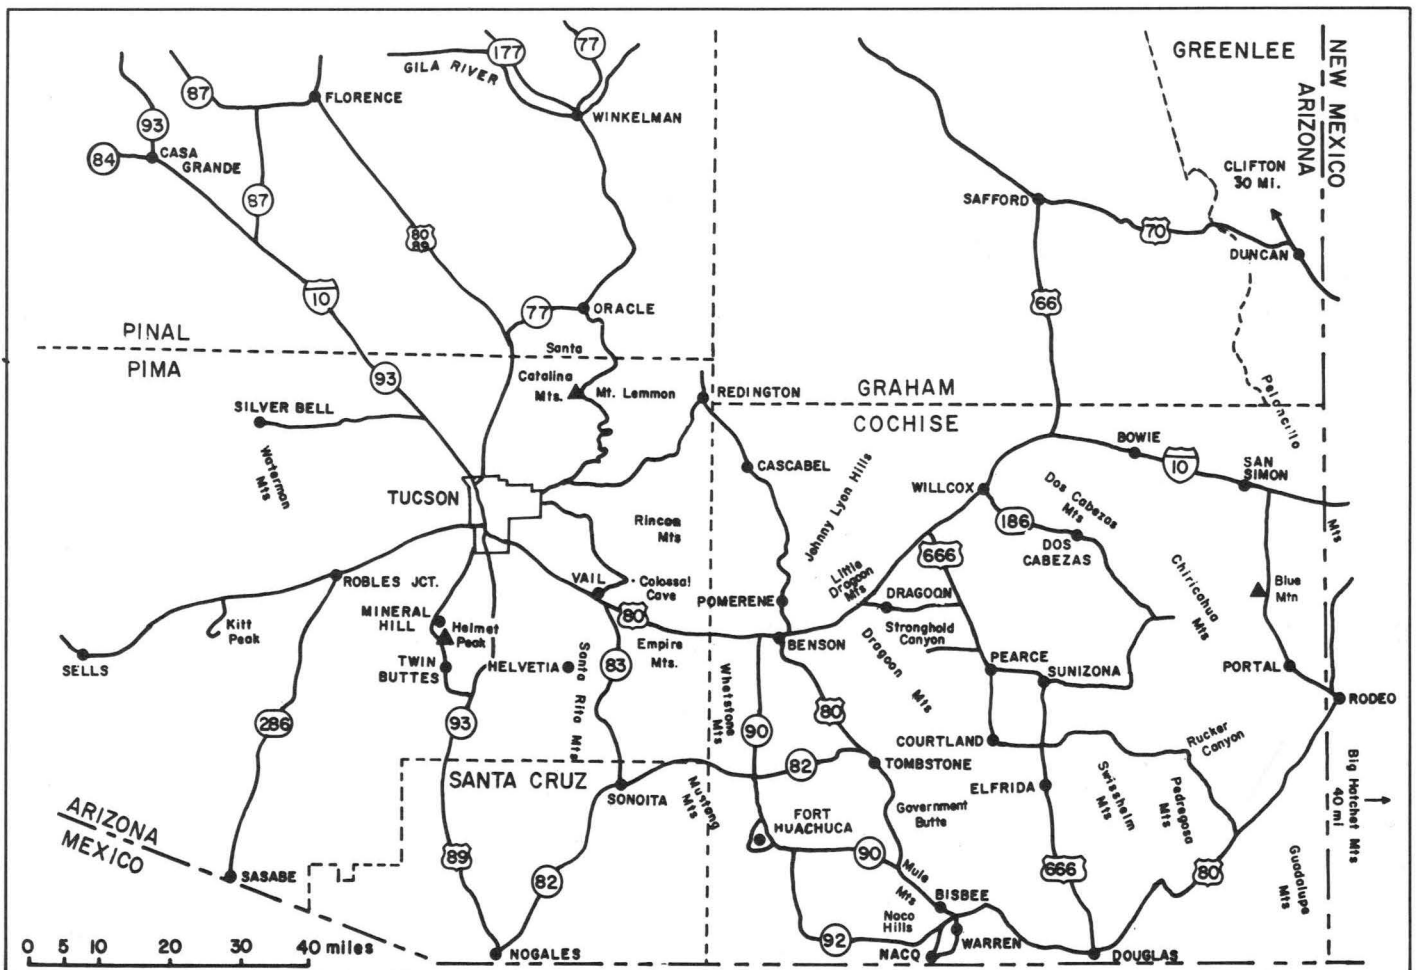 GREENLEE
NEW MEXICO
ARIZONA
177
77
GILA RIVER
87
FLORENCE
WINKELMAN
93
84
CASA
GRANDE
CLIFTON
30 Mi.
87
SAFFORD
80
89
70
DUNCAN
10
77
ORACLE
66
PINAL
PIMA
Santa
Catalina
Mts.
Mt. Lemmon
93
REDINGTON
GRAHAM
COCHISE
Peloncillo
Mts
SILVER BELL
Waterman
Mts
BOWIE
10
SAN
SIMON
CASCABEL
Johnny Lyon Hills
WILLCOX
TUCSON
Dos Cabezas
Mts
186
DOS
CABEZAS
Rincon
Mts
666
Little
Dragoon
Mts
ROBLES JCT.
VAIL
Colossal
Cave
POMERENE
DRAGOON
Chiricahua
Mts
Blue
Mtn
MINERAL
HILL
Helmet
Peak
80
Kitt
Peak
Empire
Mts.
BENSON
Stronghold
Canyon
Dragoon Mts
PEARCE
SUNIZONA
PORTAL
SELLS
TWIN
BUTTES
HELVETIA
83
Santa Rita Mts
Whetstone
Mts
RODEO
286
93
90
80
COURTLAND
Rucker
Canyon
SANTA CRUZ
82
TOMBSTONE
SONOITA
Mustang
Mts
ELFRIDA
Swisshelm
Mts
Pedregosa
Mts
Big Hatchet Mts
40 mi
ARIZONA
MEXICO
FORT
HUACHUCA
Government
Butte
89
90
Mule
Mts
666
80
Guadalupe
Mts
SASABE
82
BISBEE
Naco
Hills
92
WARREN
0 5 10 20 30 40 miles
NOGALES
NACO
DOUGLAS